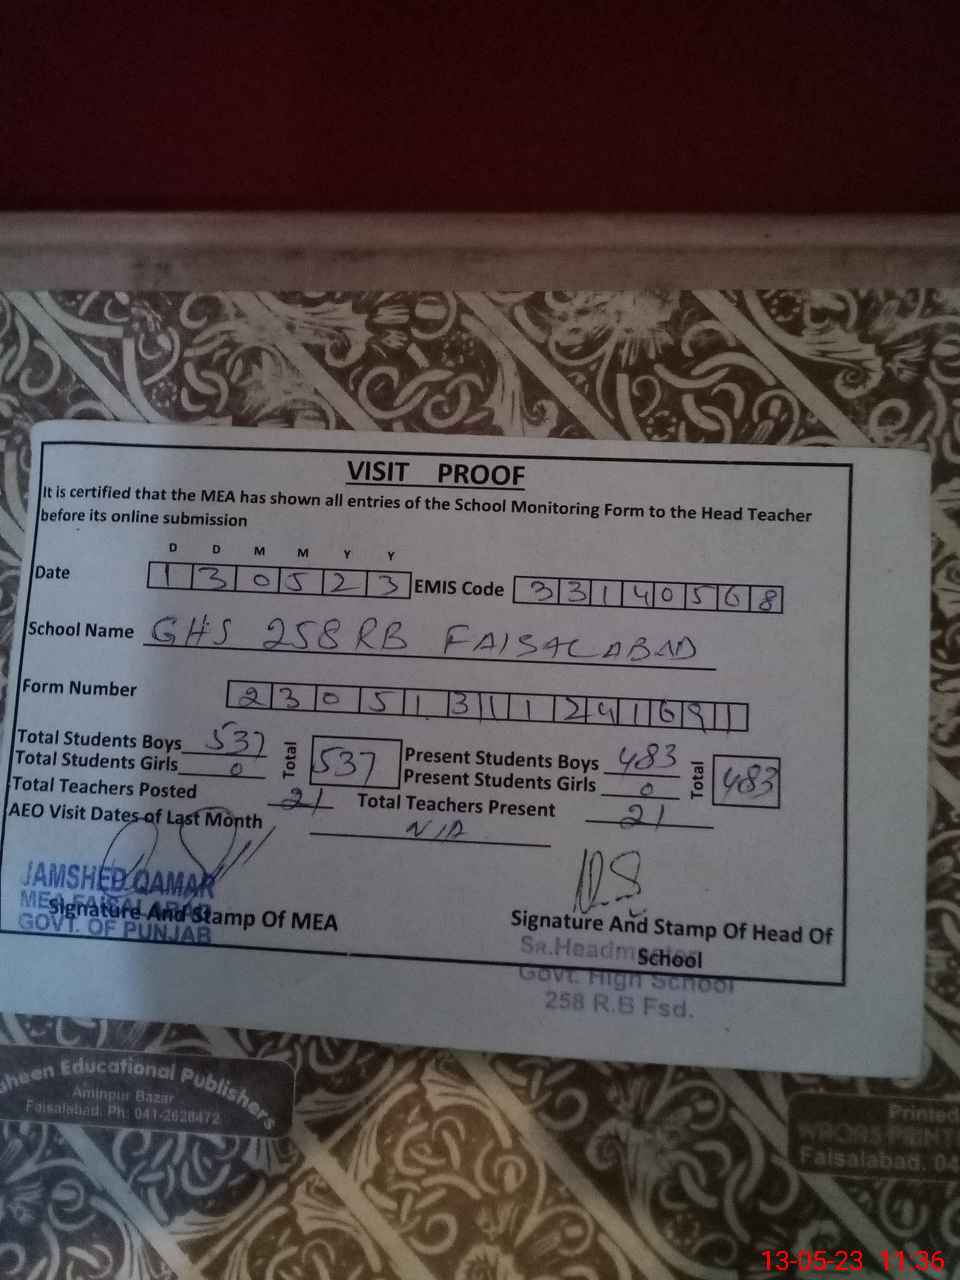 VISIT PROOF
It is certified that the MEA has shown all entries of the School Monitoring Form to the Head Teacher
before its online submission
D D M M Y Y
Date 1 3 0 5 2 3 EMIS Code 3 3 1 4 0 5 6 8
School Name GHS 258 RB FAISALABAD
Form Number 2 3 0 5 1 3 1 1 2 4 1 6 9 1
Total Students Boys 537 Total 537 Present Students Boys 483 Total 483
Total Students Girls 0 Present Students Girls 0
Total Teachers Posted 21 Total Teachers Present 21
AEO Visit Dates of Last Month N/A
JAMSHED QAMAR
MEA FAISALABAD
GOVT. OF PUNJAB
Signature And Stamp Of MEA
Signature And Stamp Of Head Of
School
Sr. Headmaster
Govt. High School
258 R.B Fsd.
Educational Publishers
Aminpur Bazar
Faisalabad. Ph: 041-2628472
Printed
Faisalabad. 04
13-05-23 11:36